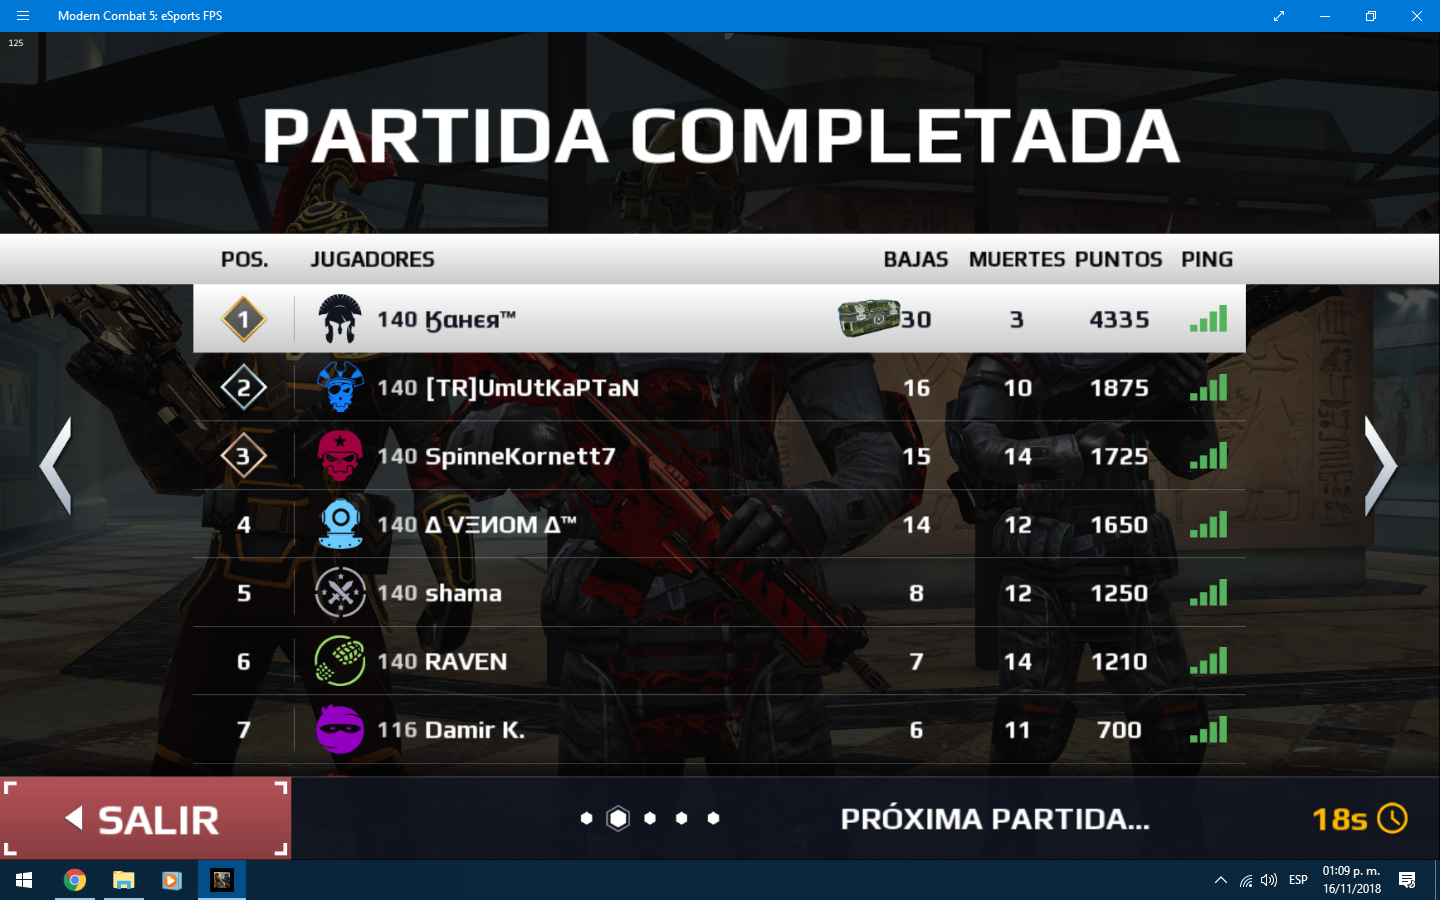 Modern Combat 5: eSports FPS
125
PARTIDA COMPLETADA
POS. JUGADORES BAJAS MUERTES PUNTOS PING
1 140 Ӄαнєя™ 30 3 4335
2 140 [TR]UmUtKaPTaN 16 10 1875
3 140 SpinneKornett7 15 14 1725
4 140 Δ VΞИOM Δ™ 14 12 1650
5 140 shama 8 12 1250
6 140 RAVEN 7 14 1210
7 116 Damir K. 6 11 700
SALIR PRÓXIMA PARTIDA... 18s
ESP 01:09 p. m.
16/11/2018